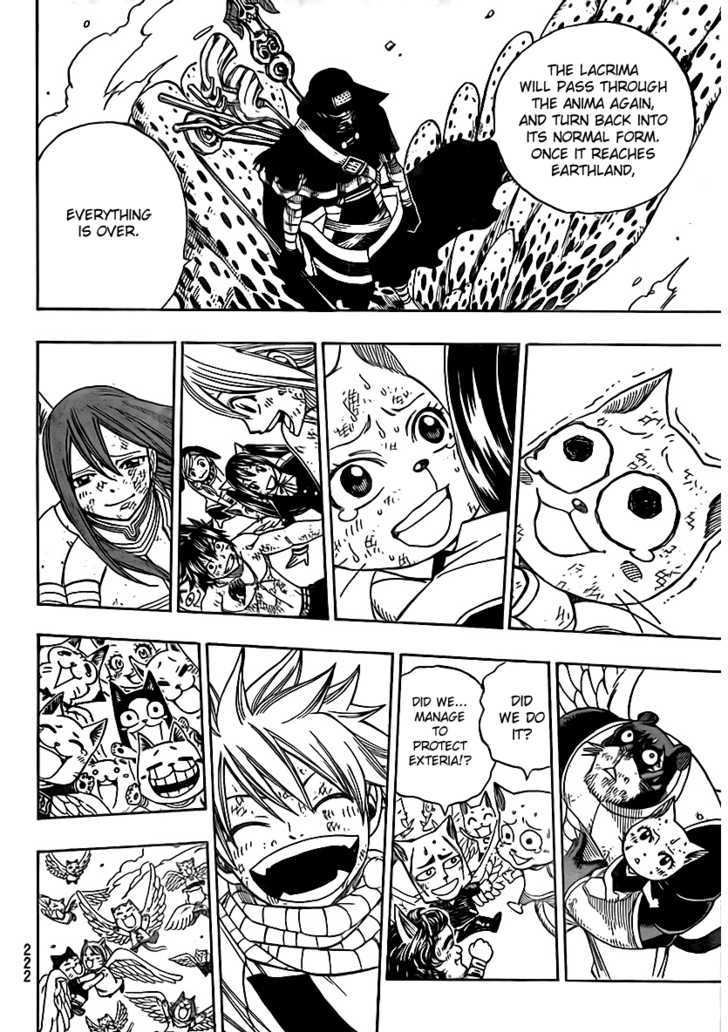 THE LACRIMA
WILL PASS THROUGH
THE ANIMA AGAIN,
AND TURN BACK INTO
ITS NORMAL FORM.
ONCE IT REACHES
EARTHLAND,
EVERYTHING
IS OVER.
DID
WE DO
IT?
DID WE...
MANAGE
TO
PROTECT
EXTERIA!?
222